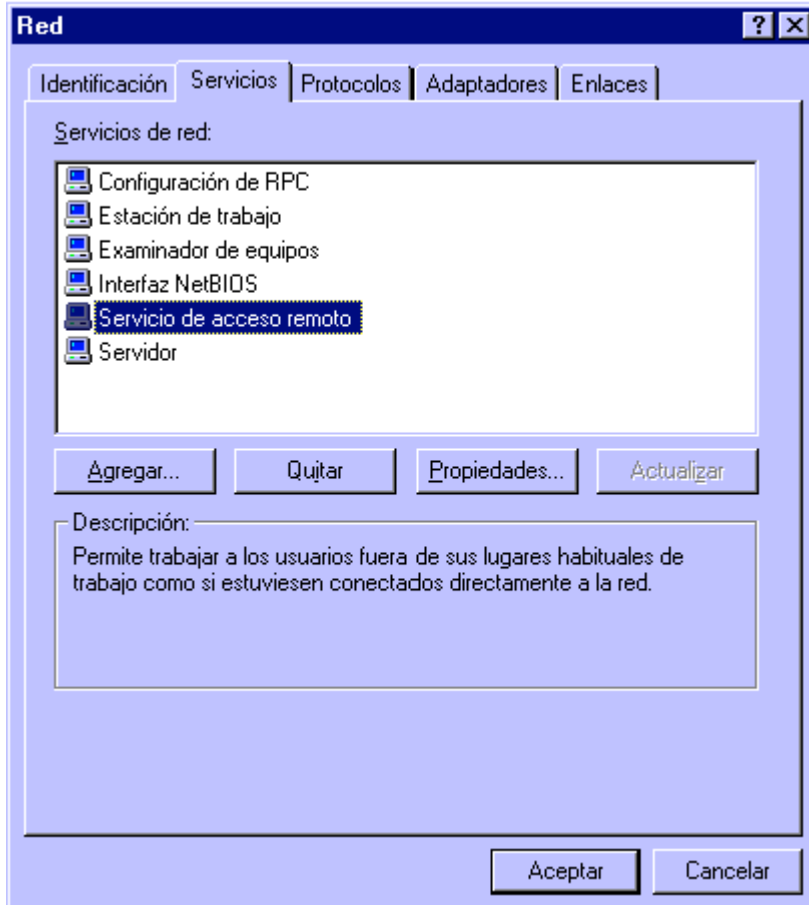 Red
Identificación Servicios Protocolos Adaptadores Enlaces
Servicios de red:
Configuración de RPC
Estación de trabajo
Examinador de equipos
Interfaz NetBIOS
Servicio de acceso remoto
Servidor
Agregar... Quitar Propiedades... Actualizar
Descripción:
Permite trabajar a los usuarios fuera de sus lugares habituales de
trabajo como si estuviesen conectados directamente a la red.
Aceptar Cancelar